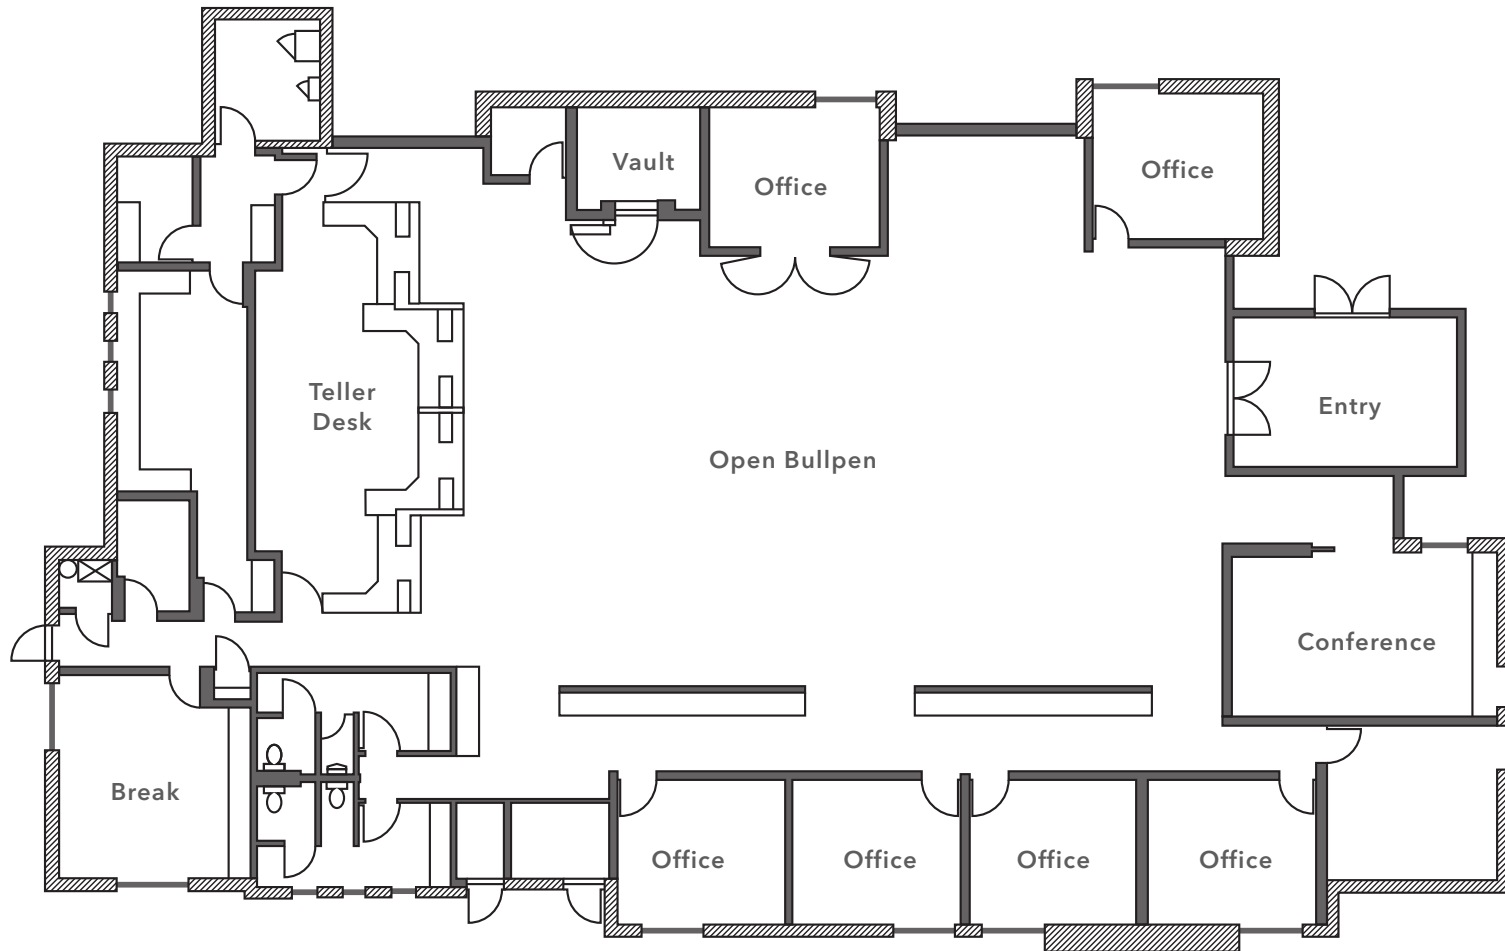 Vault
Office
Office
Teller
Desk
Entry
Open Bullpen
Conference
Break
Office
Office
Office
Office